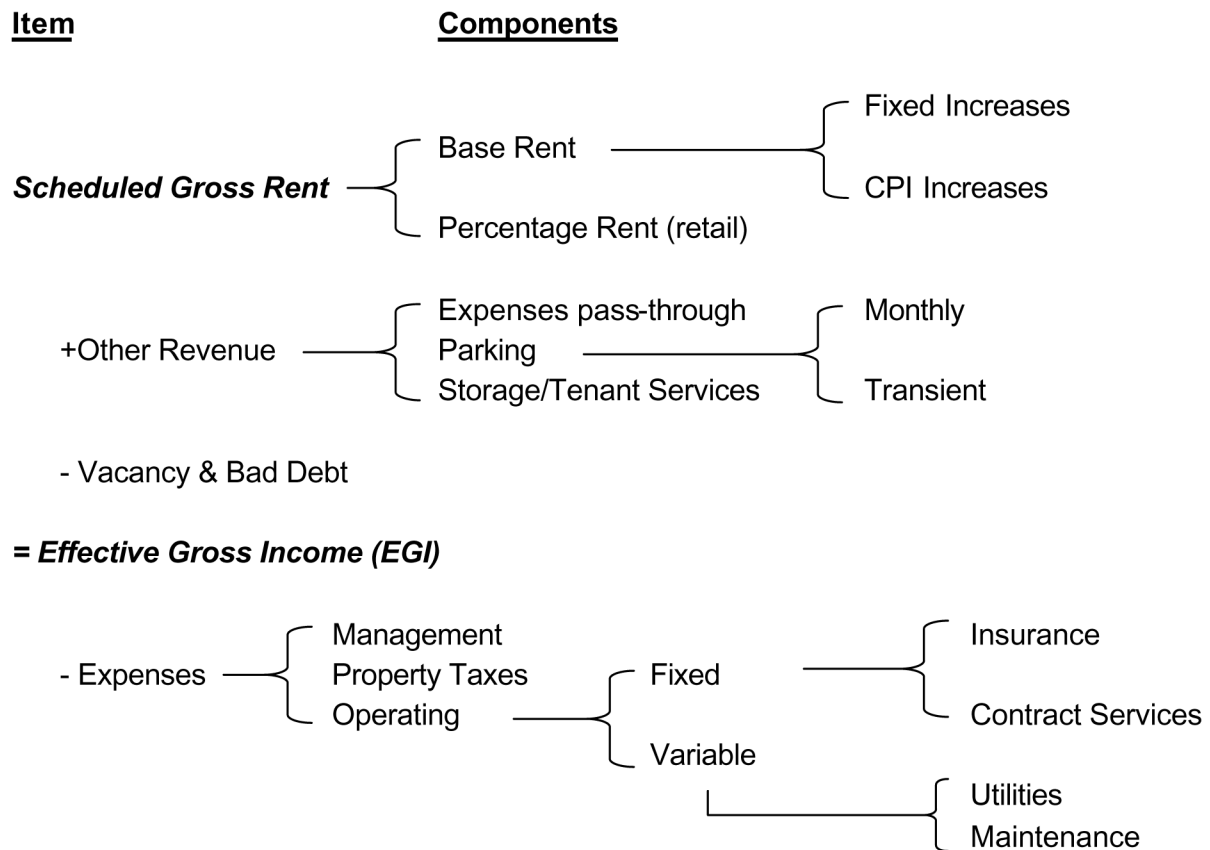 Item Components
Fixed Increases
Base Rent
Scheduled Gross Rent
CPI Increases
Percentage Rent (retail)
Expenses pass-through Monthly
+Other Revenue Parking
Storage/Tenant Services Transient
- Vacancy & Bad Debt
= Effective Gross Income (EGI)
Management Insurance
- Expenses Property Taxes Fixed
Operating Contract Services
Variable
Utilities
Maintenance